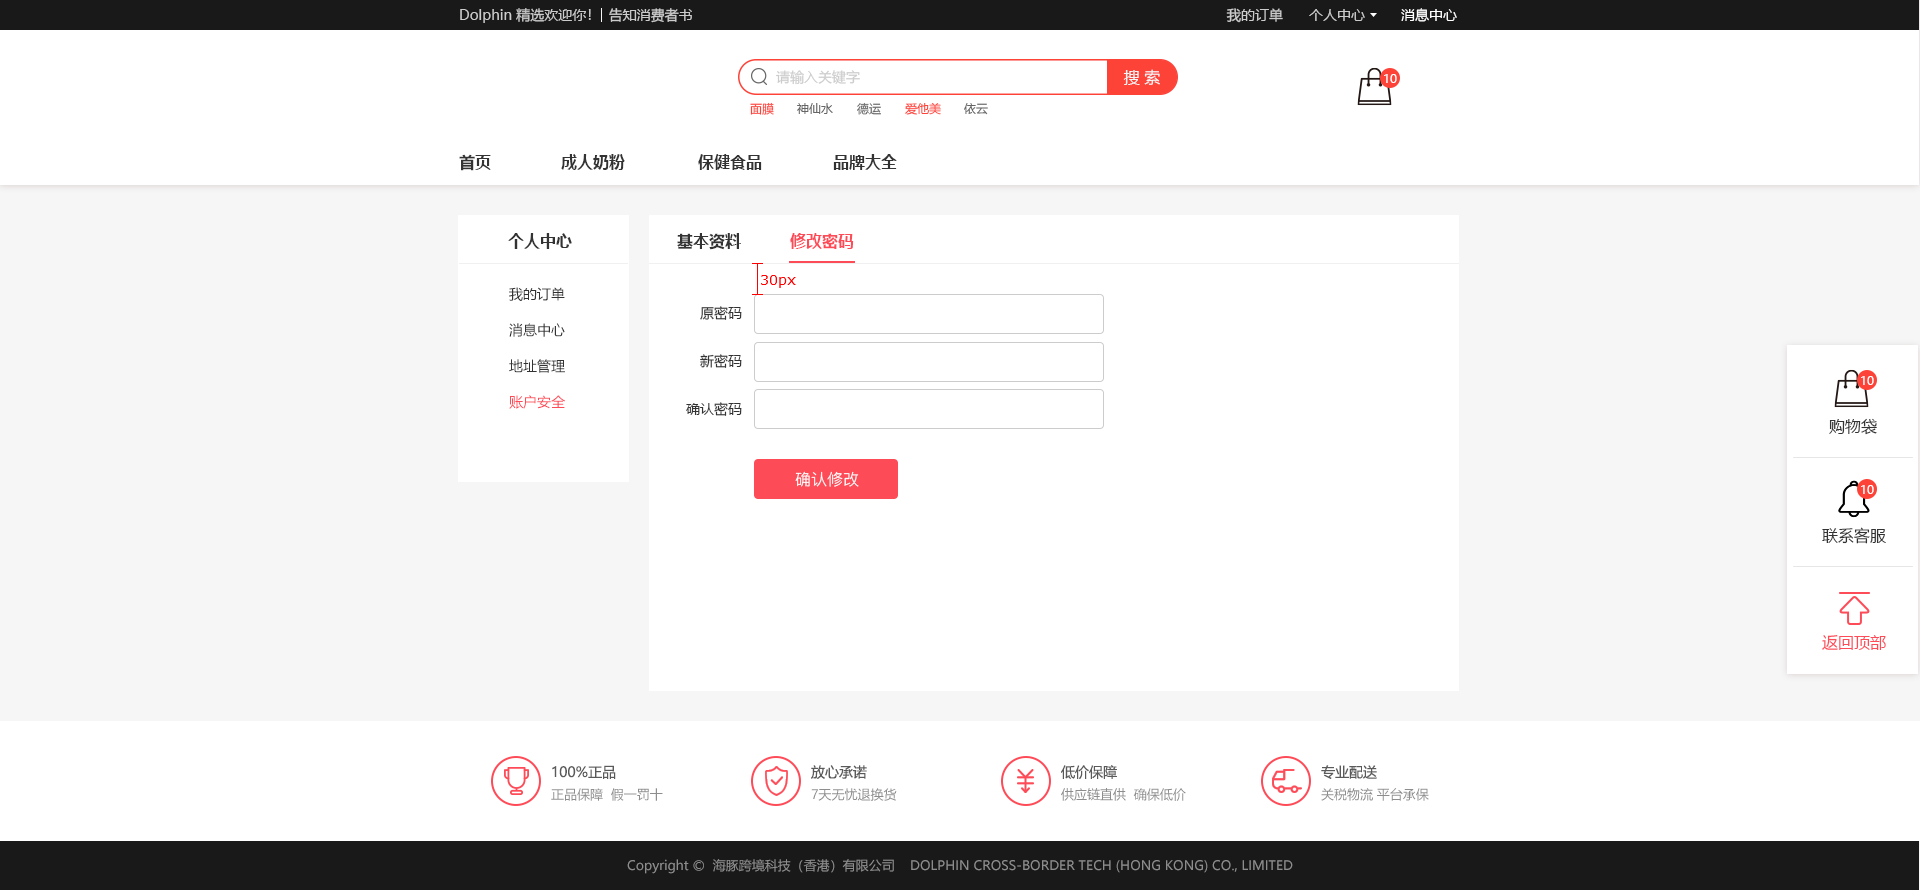 Dolphin 精选欢迎你！| 告知消费者书
我的订单 个人中心 消息中心
请输入关键字 搜 索
10
面膜 神仙水 德运 爱他美 依云
首页 成人奶粉 保健食品 品牌大全
个人中心
我的订单
消息中心
地址管理
账户安全
基本资料 修改密码
30px
原密码
新密码
确认密码
确认修改
10
购物袋
10
联系客服
返回顶部
100%正品
正品保障 假一罚十
放心承诺
7天无忧退换货
低价保障
供应链直供 确保低价
专业配送
关税物流 平台承保
Copyright © 海豚跨境科技（香港）有限公司 DOLPHIN CROSS-BORDER TECH (HONG KONG) CO., LIMITED